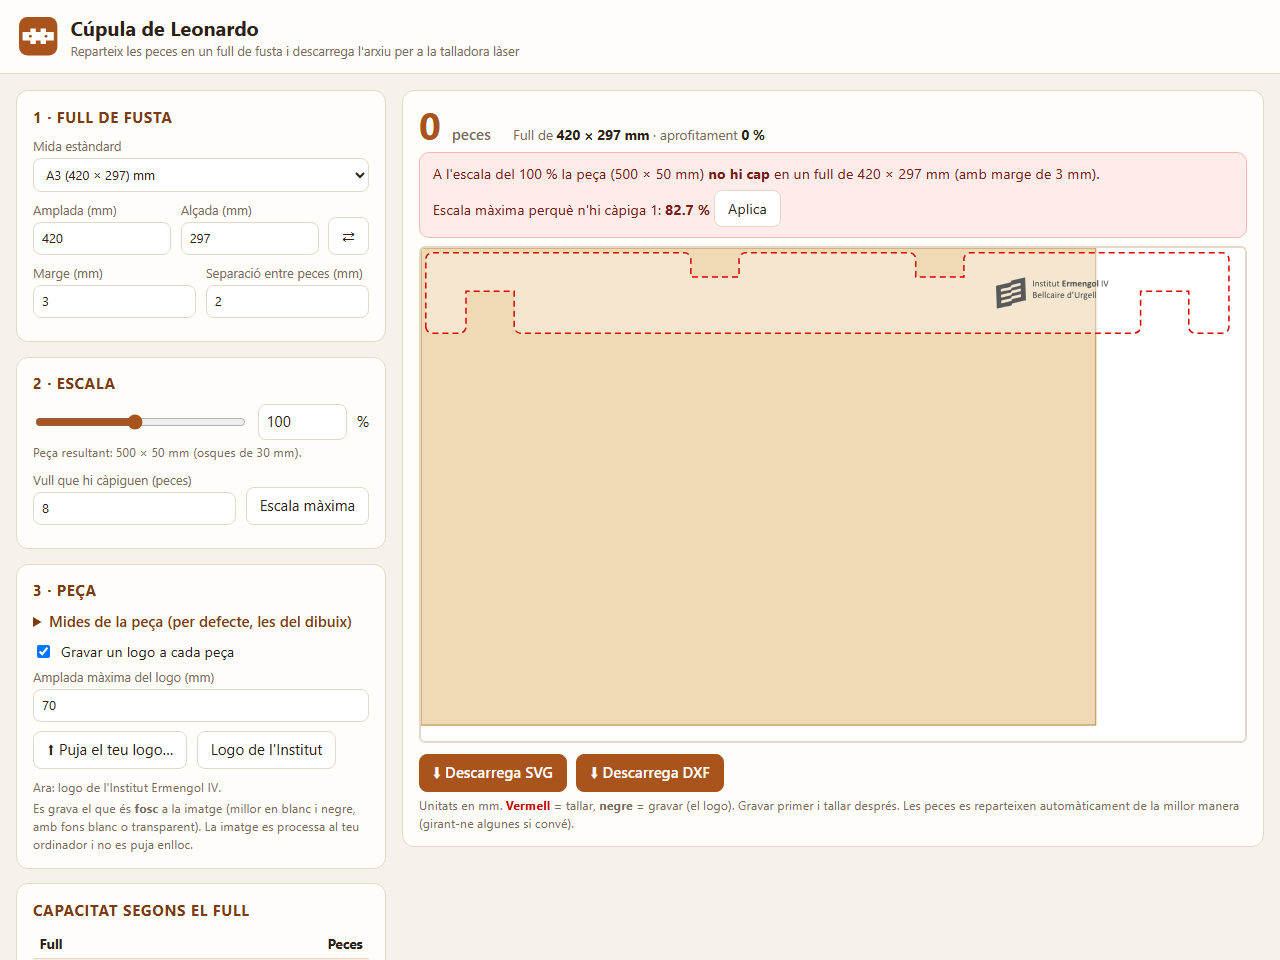 Cúpula de Leonardo
Reparteix les peces en un full de fusta i descarrega l'arxiu per a la talladora làser
1 · FULL DE FUSTA
Mida estàndard
A3 (420 × 297) mm
Amplada (mm)
Alçada (mm)
420
297
⇄
Marge (mm)
Separació entre peces (mm)
3
2
2 · ESCALA
100
%
Peça resultant: 500 × 50 mm (osques de 30 mm).
Vull que hi càpiguen (peces)
8
Escala màxima
3 · PEÇA
▶ Mides de la peça (per defecte, les del dibuix)
Gravar un logo a cada peça
Amplada màxima del logo (mm)
70
⬆ Puja el teu logo...
Logo de l'Institut
Ara: logo de l'Institut Ermengol IV.
Es grava el que és fosc a la imatge (millor en blanc i negre,
amb fons blanc o transparent). La imatge es processa al teu
ordinador i no es puja enlloc.
CAPACITAT SEGONS EL FULL
Full
Peces
0 peces
Full de 420 × 297 mm · aprofitament 0 %
A l'escala del 100 % la peça (500 × 50 mm) no hi cap en un full de 420 × 297 mm (amb marge de 3 mm).
Escala màxima perquè n'hi càpiga 1: 82.7 %
Aplica
Institut Ermengol IV
Bellcaire d'Urgell
⬇ Descarrega SVG
⬇ Descarrega DXF
Unitats en mm. Vermell = tallar, negre = gravar (el logo). Gravar primer i tallar després. Les peces es reparteixen automàticament de la millor manera
(girant-ne algunes si convé).